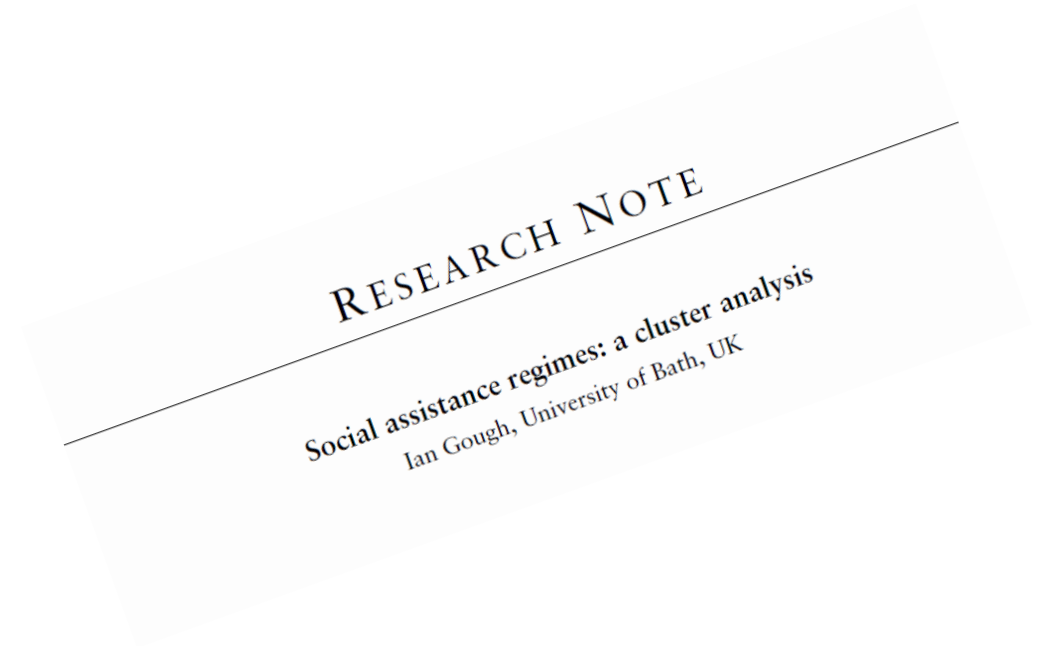 RESEARCH NOTE
Social assistance regimes: a cluster analysis
Ian Gough, University of Bath, UK